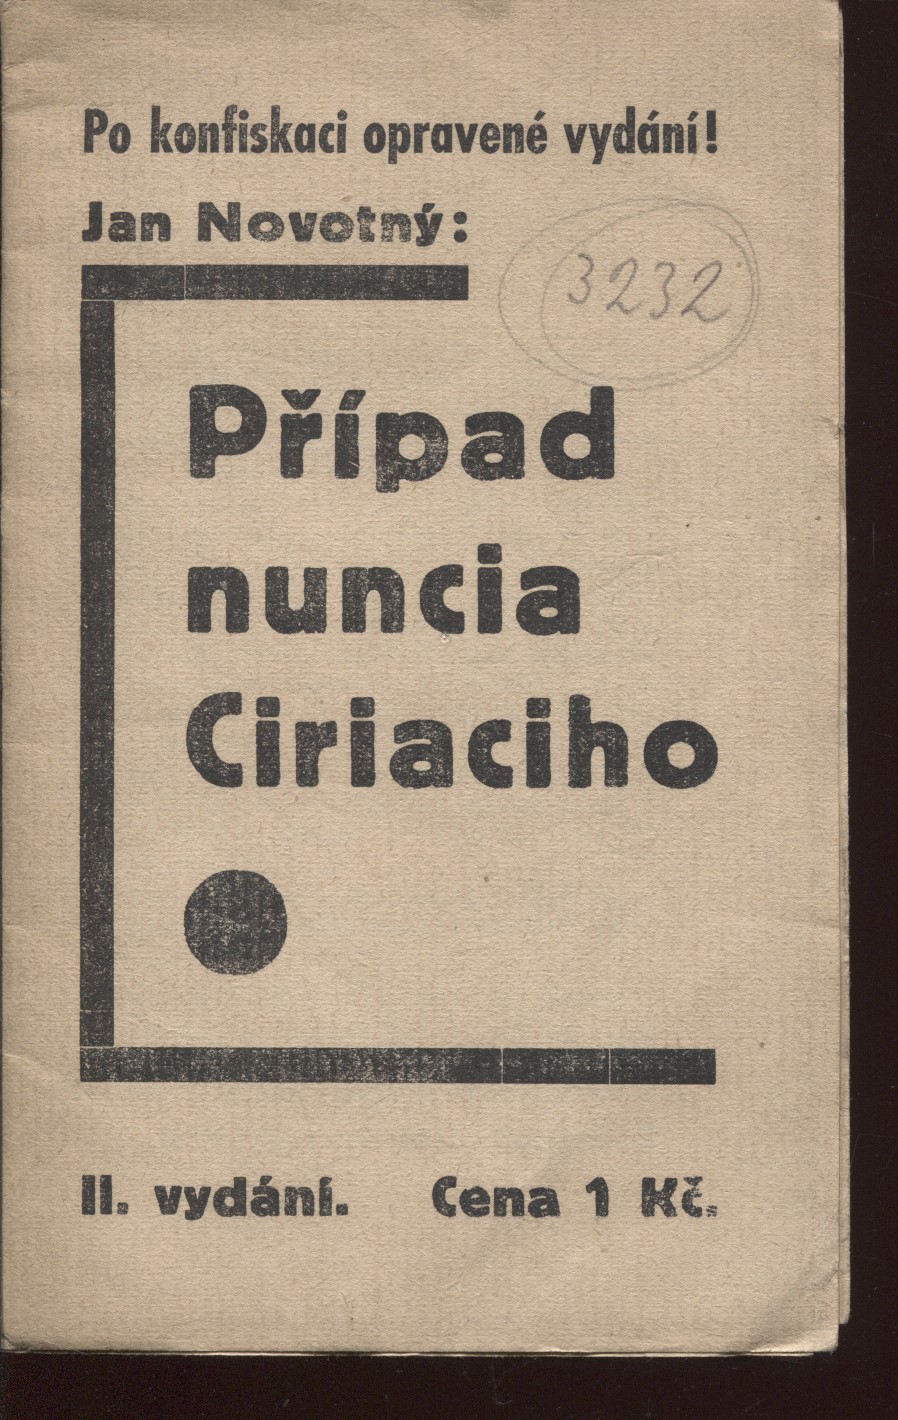 Po konfiskaci opravené vydání!
Jan Novotný:
3232
Případ
nuncia
Ciriaciho
II. vydání. Cena 1 Kč.